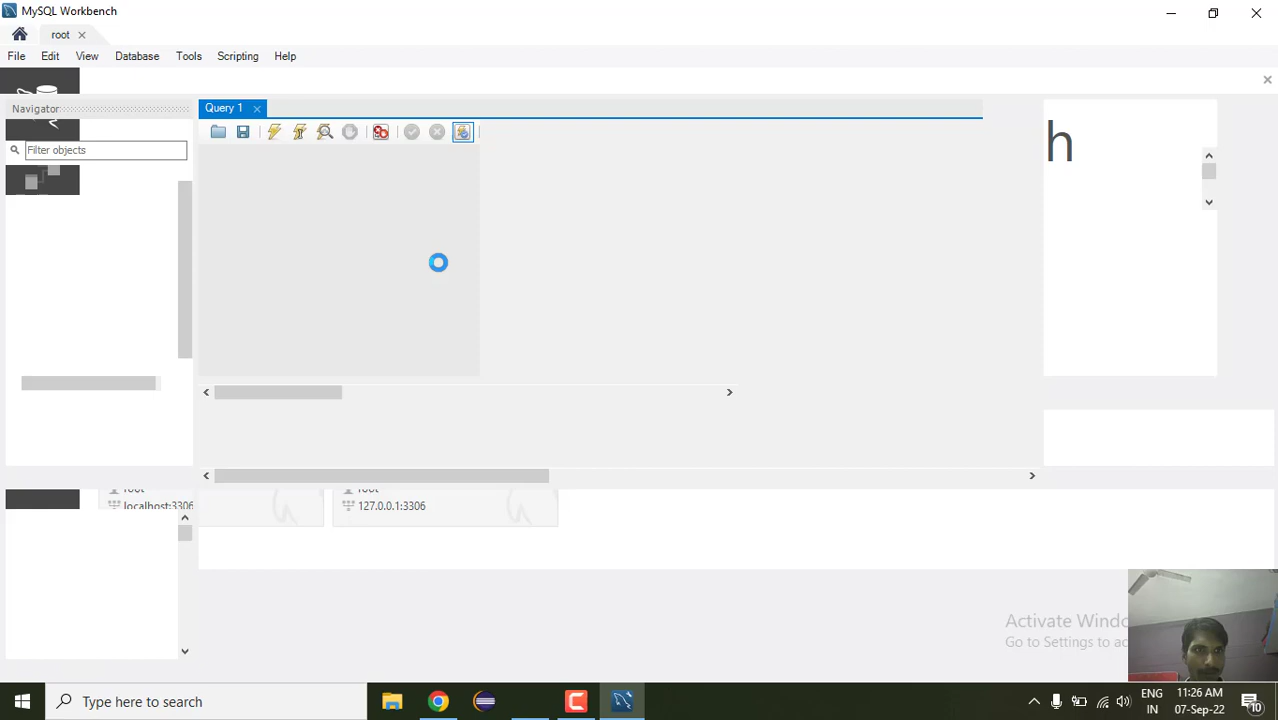 MySQL Workbench
root
File Edit View Database Tools Scripting Help
Navigator
Query 1
Filter objects
h
localhost:3306
127.0.0.1:3306
Activate Windo
Go to Settings to ac
Type here to search
ENG
IN
11:26 AM
07-Sep-22
10